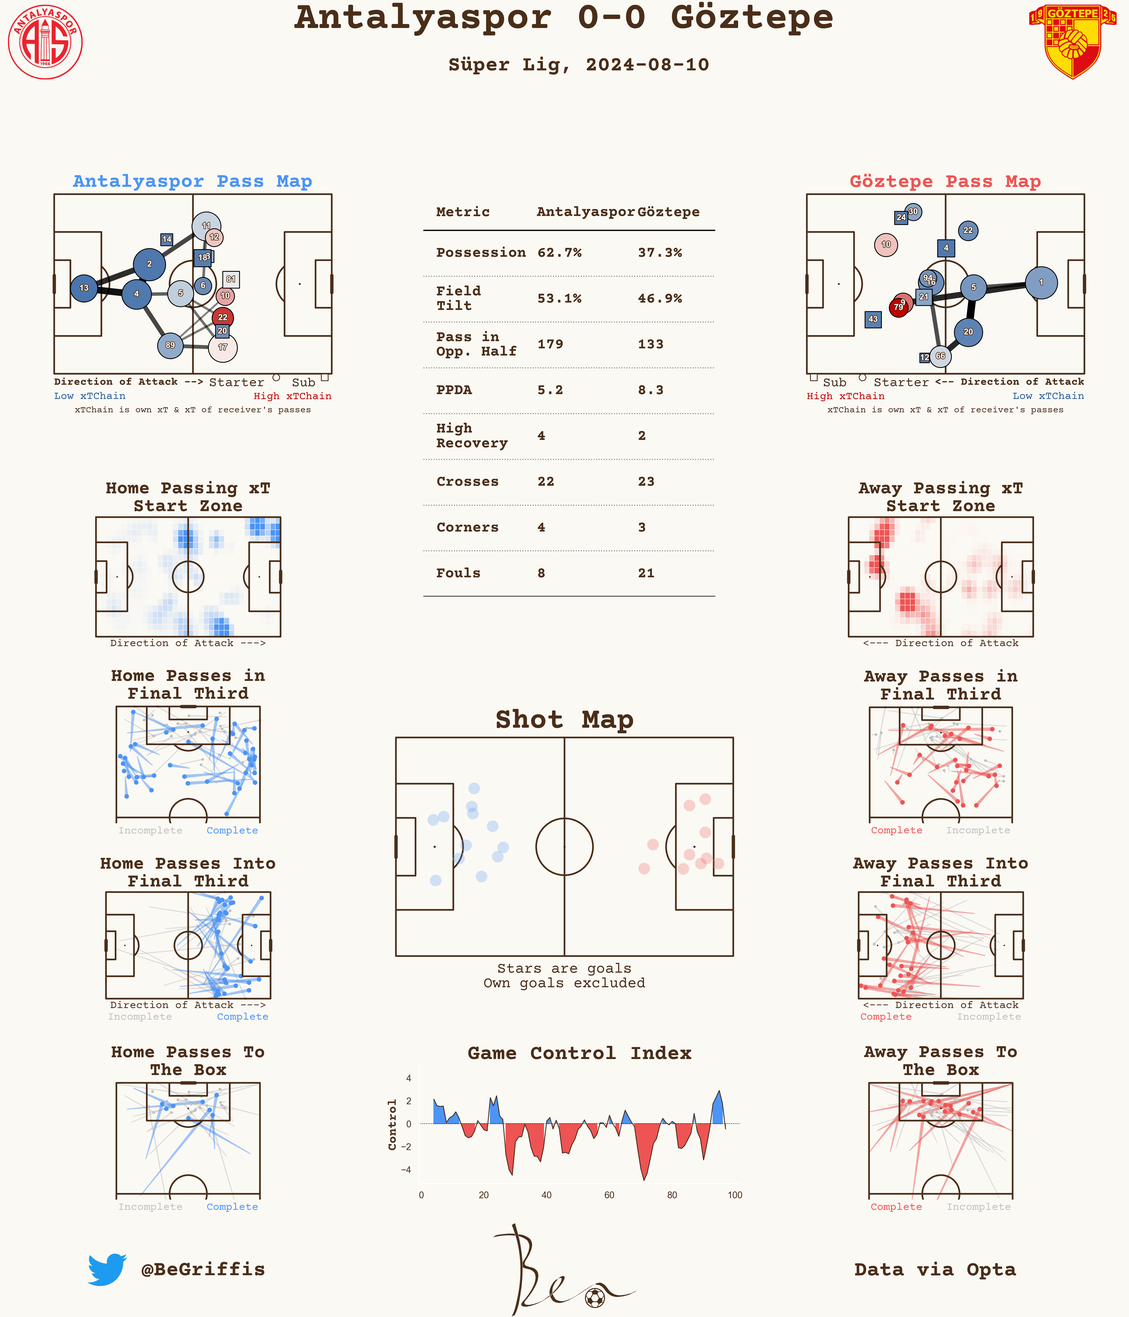 Antalyaspor 0-0 Göztepe
Süper Lig, 2024-08-10
ANTALYASPOR
1966
GÖZTEPE
1925
Antalyaspor Pass Map
11
12
14
2
18
6
81
13
4
5
10
22
20
89
17
Direction of Attack --> Starter Sub
Low xTChain High xTChain
xTChain is own xT & xT of receiver's passes
Metric Antalyaspor Göztepe
Possession 62.7% 37.3%
Field
Tilt 53.1% 46.9%
Pass in
Opp. Half 179 133
PPDA 5.2 8.3
High
Recovery 4 2
Crosses 22 23
Corners 4 3
Fouls 8 21
Göztepe Pass Map
30
24
22
10
4
94
16
5
1
21
9
79
43
20
66
12
Sub Starter <-- Direction of Attack
High xTChain Low xTChain
xTChain is own xT & xT of receiver's passes
Home Passing xT
Start Zone
Direction of Attack --->
Away Passing xT
Start Zone
<--- Direction of Attack
Home Passes in
Final Third
Incomplete Complete
Away Passes in
Final Third
Complete Incomplete
Shot Map
Stars are goals
Own goals excluded
Home Passes Into
Final Third
Direction of Attack --->
Incomplete Complete
Away Passes Into
Final Third
<--- Direction of Attack
Complete Incomplete
Home Passes To
The Box
Incomplete Complete
Game Control Index
Control
4
2
0
−2
−4
0 20 40 60 80 100
Away Passes To
The Box
Complete Incomplete
@BeGriffis
Ben
Data via Opta